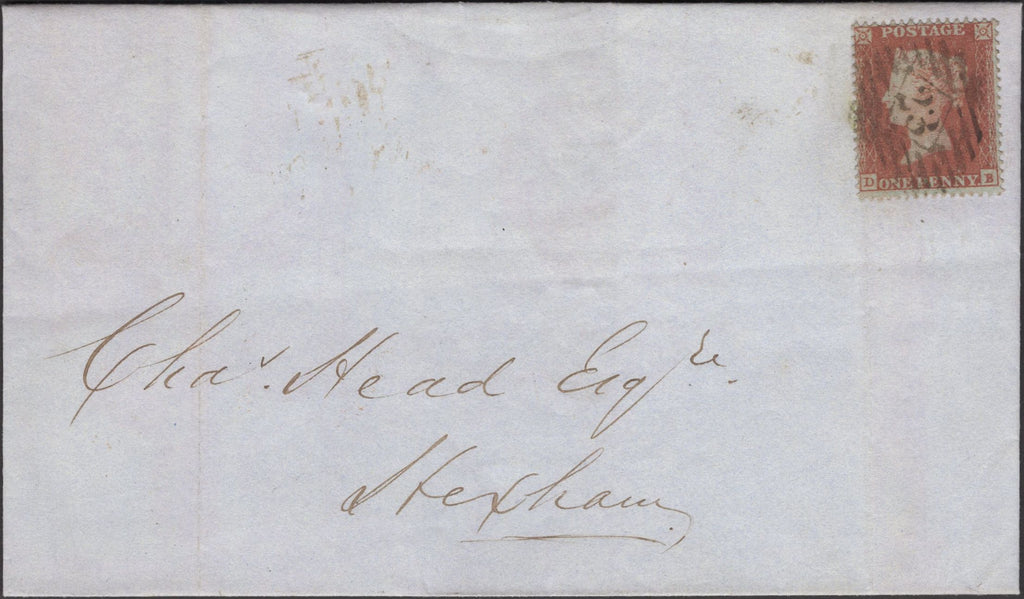 POSTAGE
D ONE PENNY B
Chas. Head Esqre.
Hexham